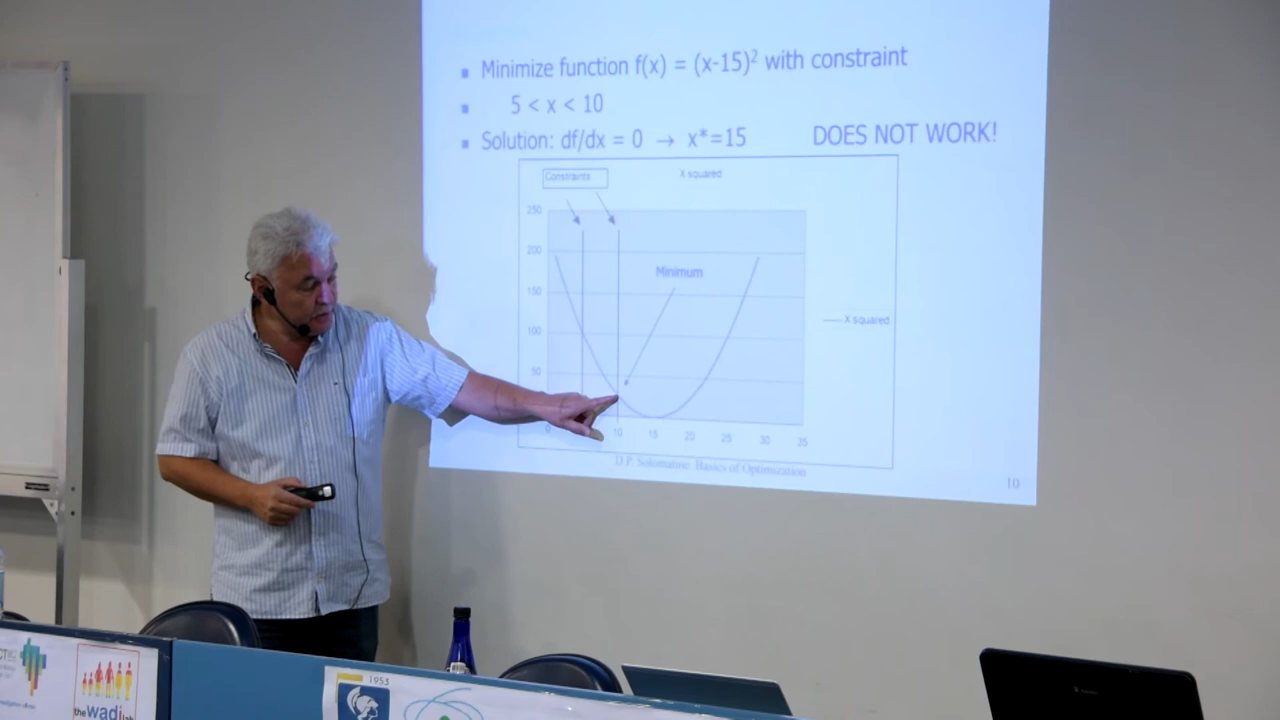 Minimize function f(x) = (x-15)² with constraint
5 < x < 10
Solution: df/dx = 0 → x*=15 DOES NOT WORK!
Constraints
X squared
250
200
Minimum
150
X squared
100
50
0 10 15 20 25 30 35
D.P. Solomatine. Basics of Optimization
10
1953
the wadi lab